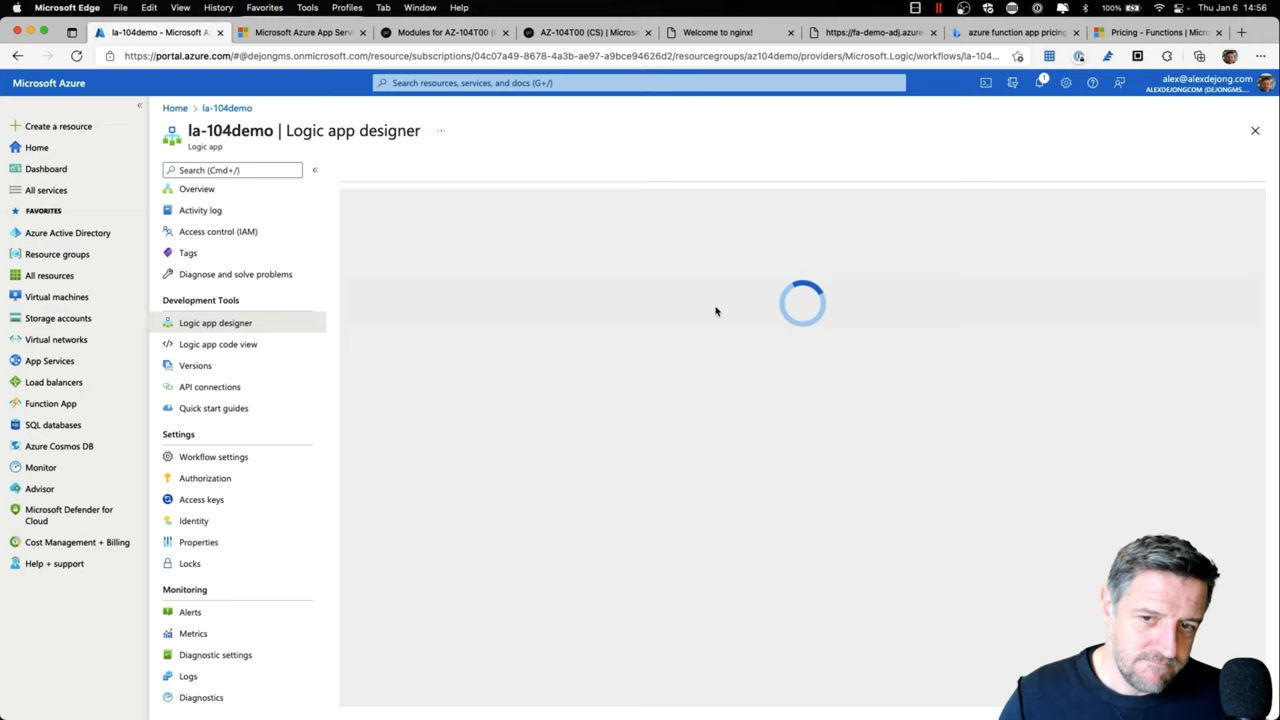 Microsoft Edge File Edit View History Favorites Tools Profiles Tab Window Help 100% Thu 14 Jan 14:56
la-104demo - Microsoft A
Microsoft Azure App Serv
Modules for AZ-104T00 (
AZ-104T00 (CS) | Microsof
Welcome to nginx!
https://fa-demo-adj.azure
azure function app pricing
Pricing - Functions | Micro
https://portal.azure.com/#@dejongms.onmicrosoft.com/resource/subscriptions/04c07a49-8678-4a3b-ae97-a9bce94626d2/resourcegroups/az104demo/providers/Microsoft.Logic/workflows/la-104...
Microsoft Azure
Search resources, services, and docs (G+/)
1
alex@alexdejong.com
ALEXDEJONGCOM (DEJONGMS....
Create a resource
Home
Dashboard
All services
FAVORITES
Azure Active Directory
Resource groups
All resources
Virtual machines
Storage accounts
Virtual networks
App Services
Load balancers
Function App
SQL databases
Azure Cosmos DB
Monitor
Advisor
Microsoft Defender for
Cloud
Cost Management + Billing
Help + support
Home > la-104demo
la-104demo | Logic app designer ...
Logic app
Search (Cmd+/)
Overview
Activity log
Access control (IAM)
Tags
Diagnose and solve problems
Development Tools
Logic app designer
Logic app code view
Versions
API connections
Quick start guides
Settings
Workflow settings
Authorization
Access keys
Identity
Properties
Locks
Monitoring
Alerts
Metrics
Diagnostic settings
Logs
Diagnostics